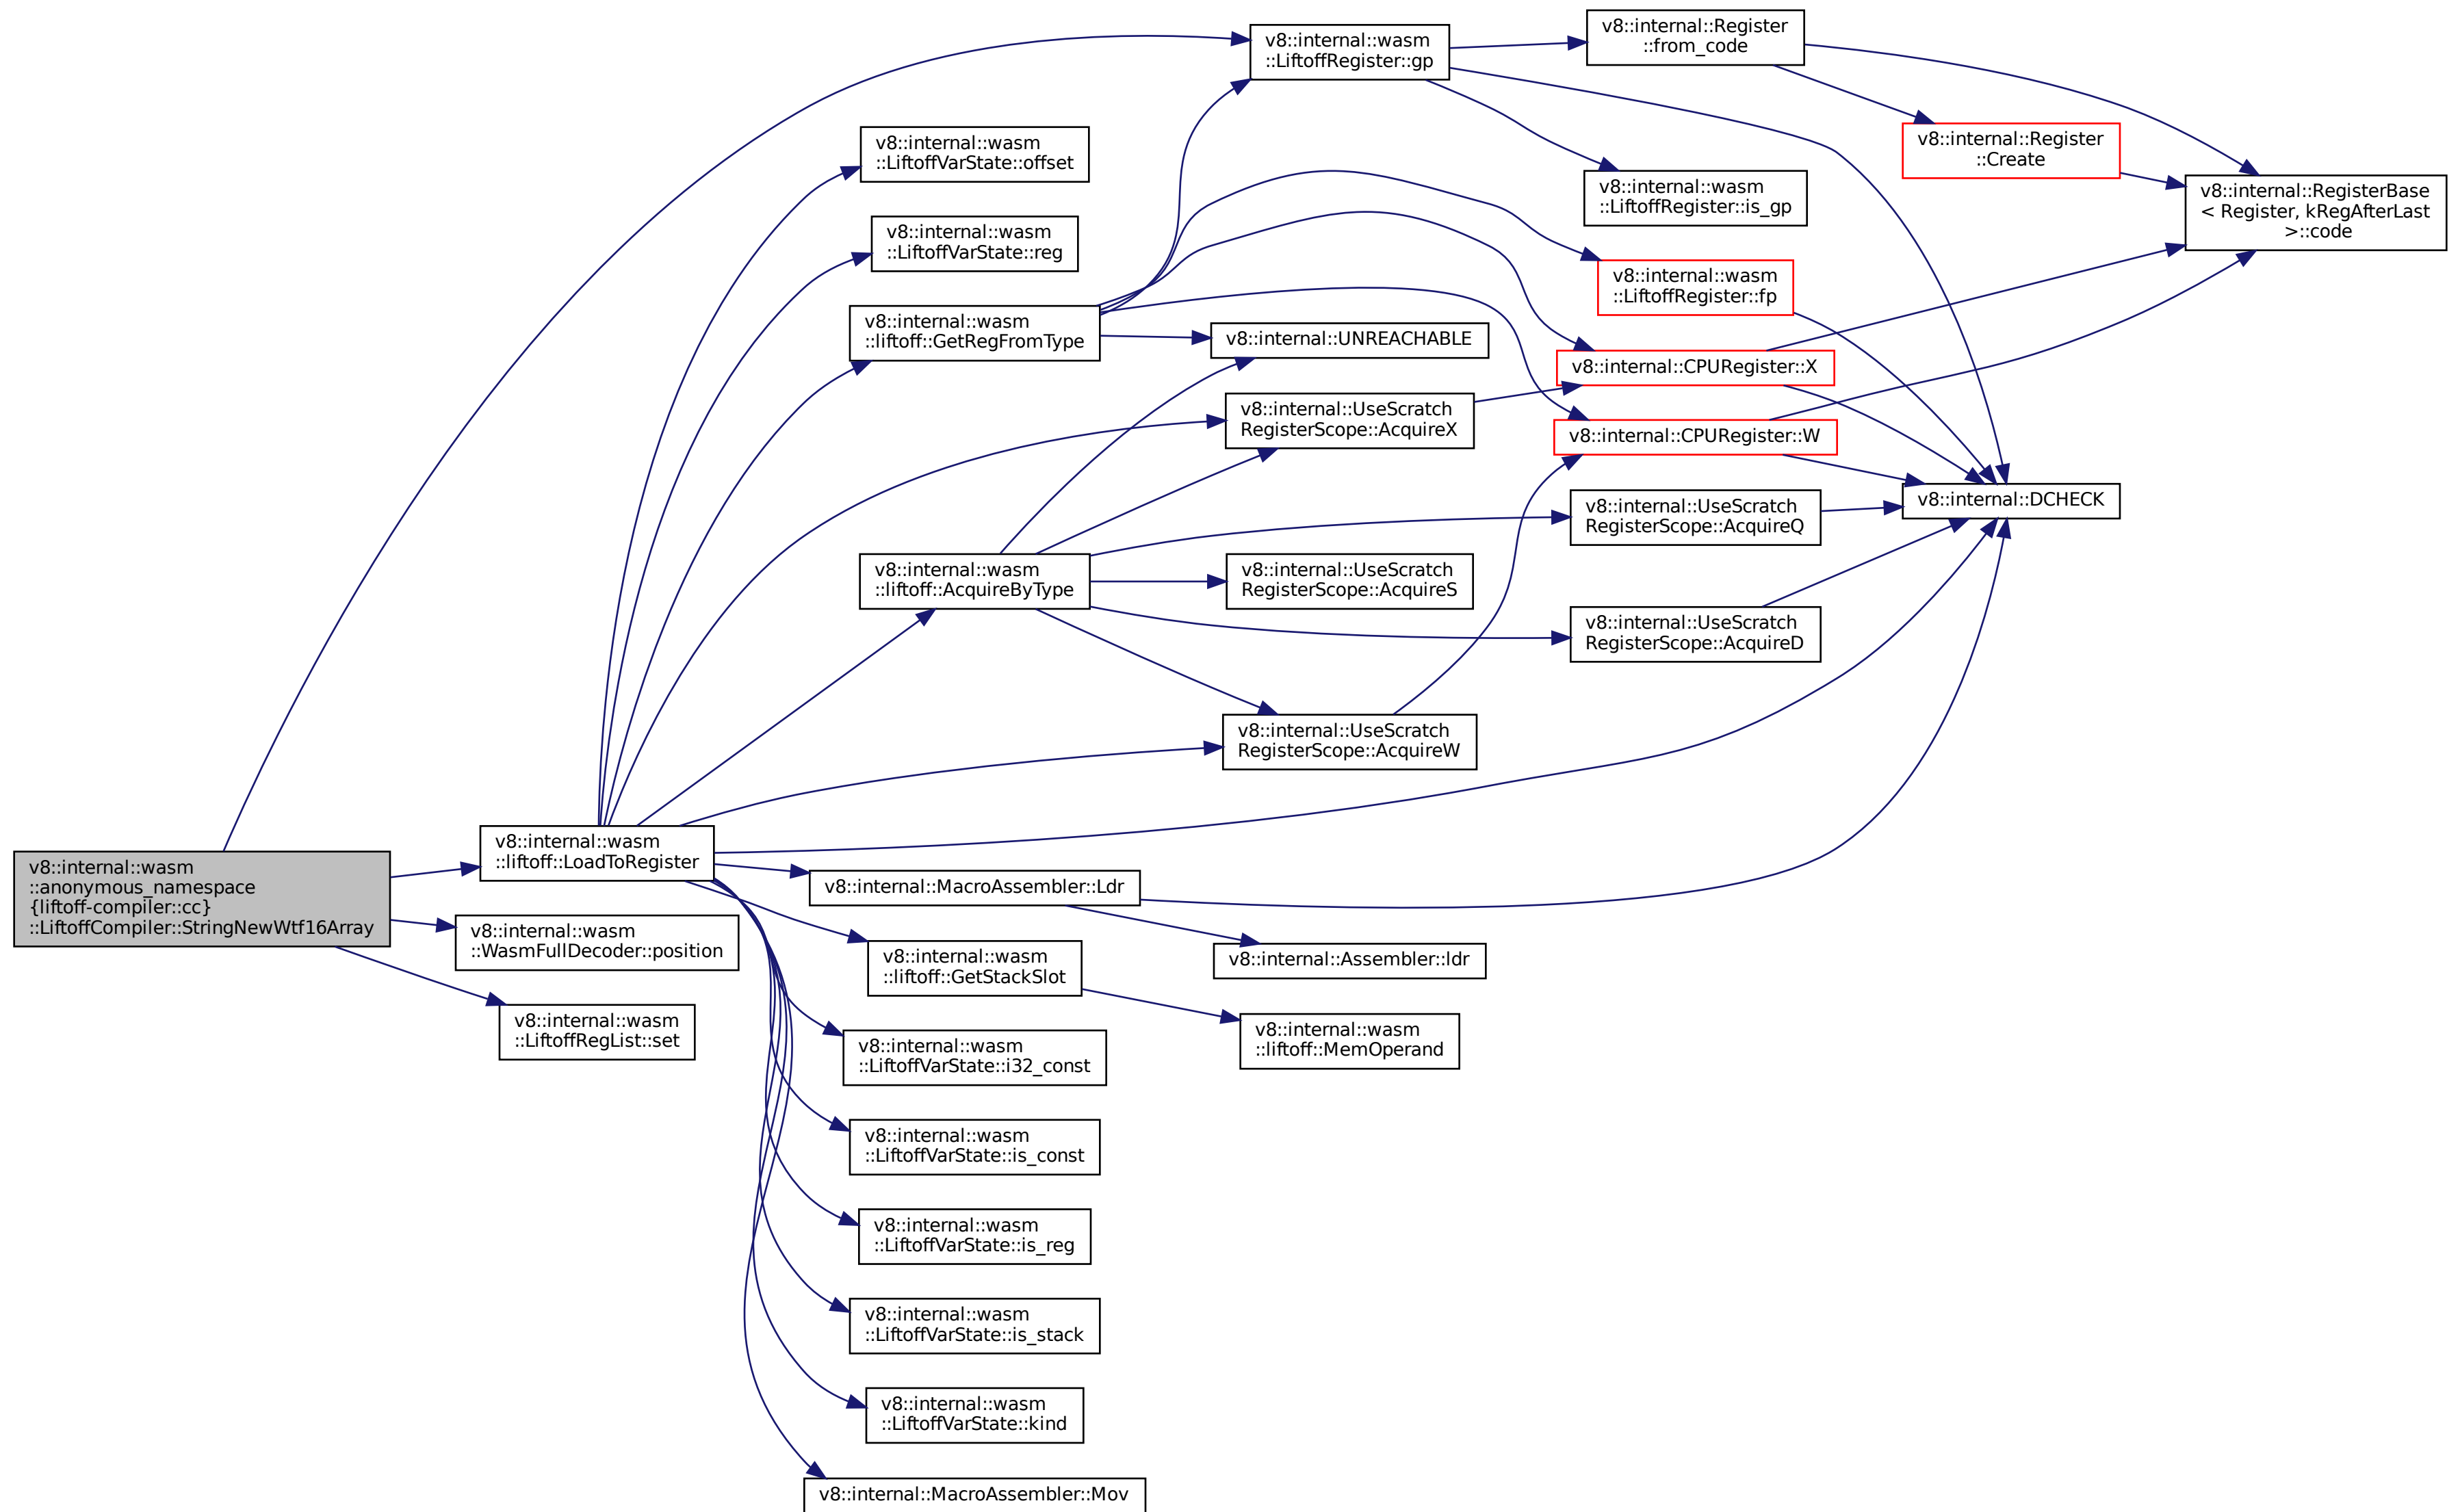 v8::internal::wasm
::anonymous_namespace
{liftoff-compiler::cc}
::LiftoffCompiler::StringNewWtf16Array
v8::internal::wasm
::liftoff::LoadToRegister
v8::internal::wasm
::WasmFullDecoder::position
v8::internal::wasm
::LiftoffRegList::set
v8::internal::wasm
::LiftoffVarState::offset
v8::internal::wasm
::LiftoffVarState::reg
v8::internal::wasm
::liftoff::GetRegFromType
v8::internal::wasm
::liftoff::AcquireByType
v8::internal::MacroAssembler::Ldr
v8::internal::wasm
::liftoff::GetStackSlot
v8::internal::wasm
::LiftoffVarState::i32_const
v8::internal::wasm
::LiftoffVarState::is_const
v8::internal::wasm
::LiftoffVarState::is_reg
v8::internal::wasm
::LiftoffVarState::is_stack
v8::internal::wasm
::LiftoffVarState::kind
v8::internal::MacroAssembler::Mov
v8::internal::wasm
::LiftoffRegister::gp
v8::internal::UNREACHABLE
v8::internal::UseScratch
RegisterScope::AcquireX
v8::internal::UseScratch
RegisterScope::AcquireS
v8::internal::UseScratch
RegisterScope::AcquireW
v8::internal::Assembler::ldr
v8::internal::wasm
::liftoff::MemOperand
v8::internal::Register
::from_code
v8::internal::wasm
::LiftoffRegister::is_gp
v8::internal::wasm
::LiftoffRegister::fp
v8::internal::CPURegister::X
v8::internal::CPURegister::W
v8::internal::UseScratch
RegisterScope::AcquireQ
v8::internal::UseScratch
RegisterScope::AcquireD
v8::internal::Register
::Create
v8::internal::DCHECK
v8::internal::RegisterBase
< Register, kRegAfterLast
>::code